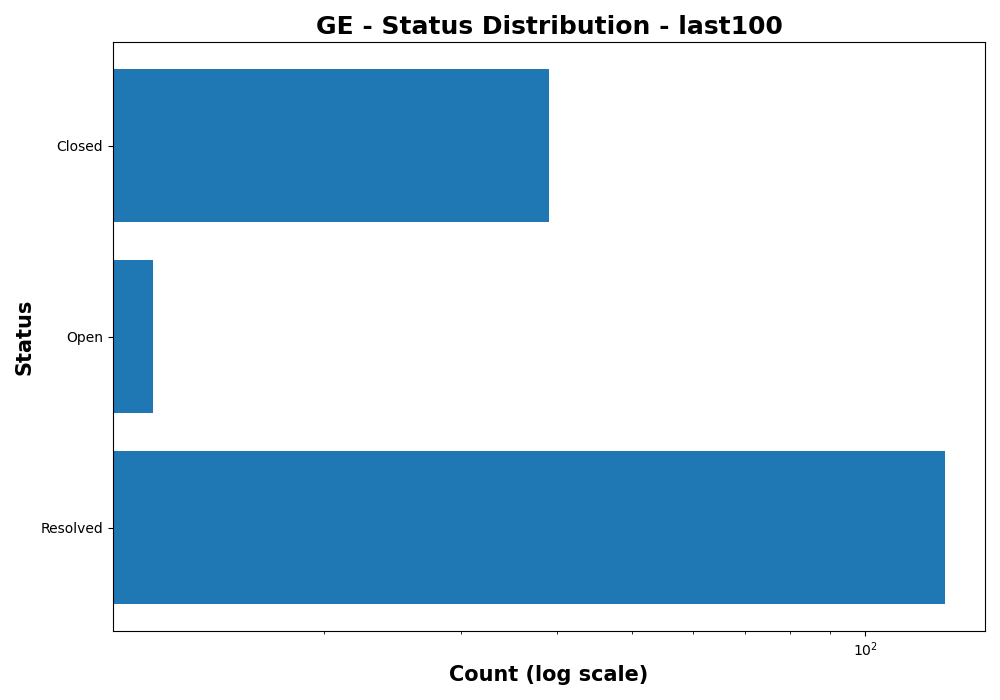 GE - Status Distribution - last100
Closed
Open
Resolved
Status
10²
Count (log scale)